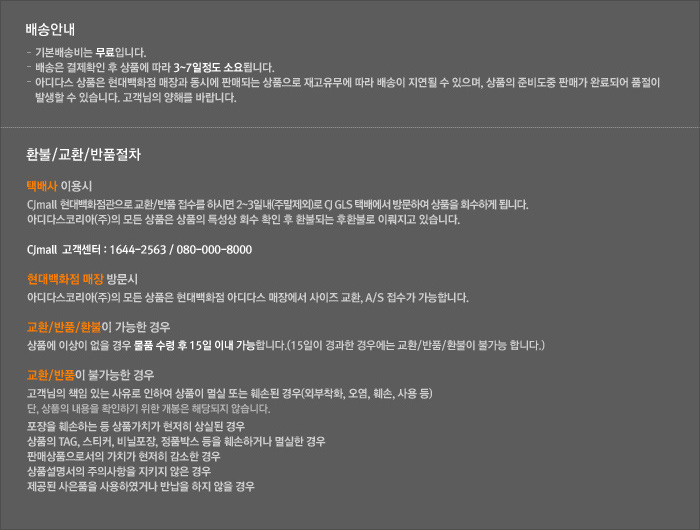 배송안내
- 기본배송비는 무료입니다.
- 배송은 결제확인 후 상품에 따라 3~7일정도 소요됩니다.
- 아디다스 상품은 현대백화점 매장과 동시에 판매되는 상품으로 재고유무에 따라 배송이 지연될 수 있으며, 상품의 준비도중 판매가 완료되어 품절이
발생할 수 있습니다. 고객님의 양해를 바랍니다.
환불/교환/반품절차
택배사 이용시
CJmall 현대백화점관으로 교환/반품 접수를 하시면 2~3일내(주말제외)로 CJ GLS 택배에서 방문하여 상품을 회수하게 됩니다.
아디다스코리아(주)의 모든 상품은 상품의 특성상 회수 확인 후 환불되는 후환불로 이뤄지고 있습니다.
CJmall 고객센터 : 1644-2563 / 080-000-8000
현대백화점 매장 방문시
아디다스코리아(주)의 모든 상품은 현대백화점 아디다스 매장에서 사이즈 교환, A/S 접수가 가능합니다.
교환/반품/환불이 가능한 경우
상품에 이상이 없을 경우 물품 수령 후 15일 이내 가능합니다.(15일이 경과한 경우에는 교환/반품/환불이 불가능 합니다.)
교환/반품이 불가능한 경우
고객님의 책임 있는 사유로 인하여 상품이 멸실 또는 훼손된 경우(외부착화, 오염, 훼손, 사용 등)
단, 상품의 내용을 확인하기 위한 개봉은 해당되지 않습니다.
포장을 훼손하는 등 상품가치가 현저히 상실된 경우
상품의 TAG, 스티커, 비닐포장, 정품박스 등을 훼손하거나 멸실한 경우
판매상품으로서의 가치가 현저히 감소한 경우
상품설명서의 주의사항을 지키지 않은 경우
제공된 사은품을 사용하였거나 반납을 하지 않을 경우